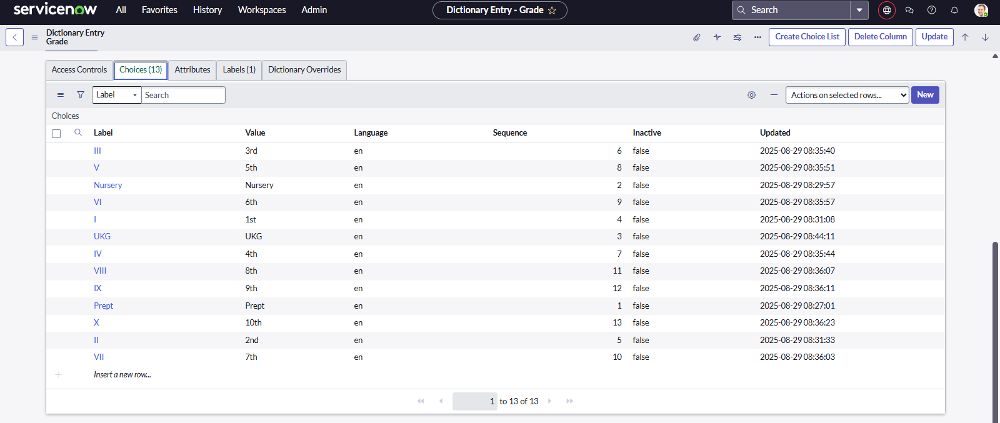 servicenow All Favorites History Workspaces Admin Dictionary Entry - Grade Search
Dictionary Entry
Grade
Create Choice List Delete Column Update
Access Controls Choices (13) Attributes Labels (1) Dictionary Overrides
Label Search Actions on selected rows... New
Choices
Label Value Language Sequence Inactive Updated
III 3rd en 6 false 2025-08-29 08:35:40
V 5th en 8 false 2025-08-29 08:35:51
Nursery Nursery en 2 false 2025-08-29 08:29:57
VI 6th en 9 false 2025-08-29 08:35:57
I 1st en 4 false 2025-08-29 08:31:08
UKG UKG en 3 false 2025-08-29 08:44:11
IV 4th en 7 false 2025-08-29 08:35:44
VIII 8th en 11 false 2025-08-29 08:36:07
IX 9th en 12 false 2025-08-29 08:36:11
Prept Prept en 1 false 2025-08-29 08:27:01
X 10th en 13 false 2025-08-29 08:36:23
II 2nd en 5 false 2025-08-29 08:31:33
VII 7th en 10 false 2025-08-29 08:36:03
Insert a new row...
1 to 13 of 13